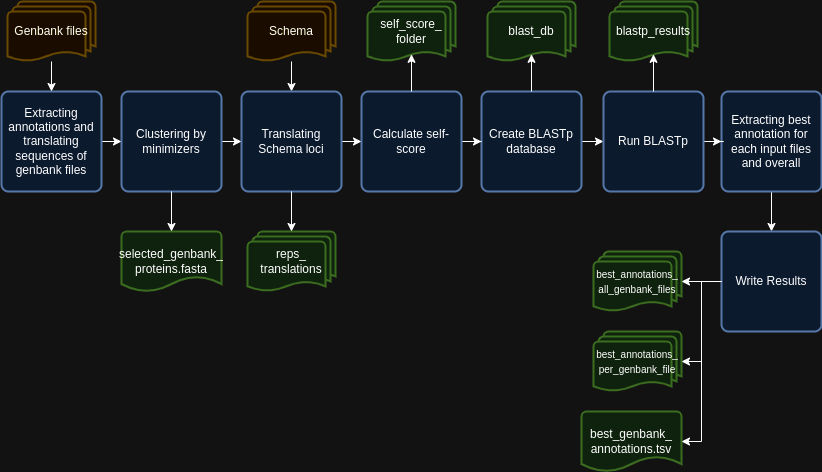 Genbank files
Schema
self_score_
folder
blast_db
blastp_results
Extracting
annotations and
translating
sequences of
genbank files
Clustering by
minimizers
Translating
Schema loci
Calculate self-
score
Create BLASTp
database
Run BLASTp
Extracting best
annotation for
each input files
and overall
selected_genbank_
proteins.fasta
reps_
translations
Write Results
best_annotations_
all_genbank_files
best_annotations_
per_genbank_file
best_genbank_
annotations.tsv